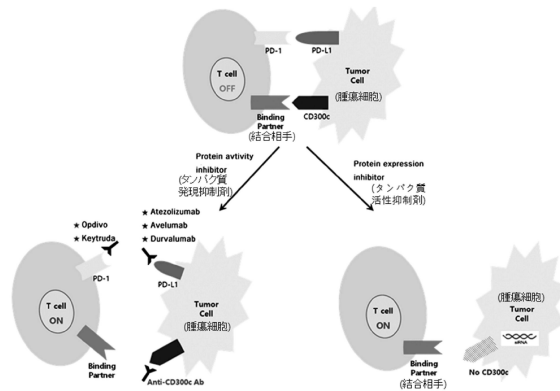 PD-1
PD-L1
T cell
OFF
Tumor
Cell
(腫瘍細胞)
Binding
Partner
(結合相手)
CD300c
Protein avtivity
inhibitor
(タンパク質
発現抑制剤)
Protein expression
inhibitor
(タンパク質
活性抑制剤)
★ Opdivo
★ Keytruda
★ Atezolizumab
★ Avelumab
★ Durvalumab
PD-1
PD-L1
T cell
ON
Tumor
Cell
(腫瘍細胞)
Binding
Partner
Anti-CD300c Ab
T cell
ON
(腫瘍細胞)
Tumor
Cell
siRNA
Binding
Partner
(結合相手)
No CD300c